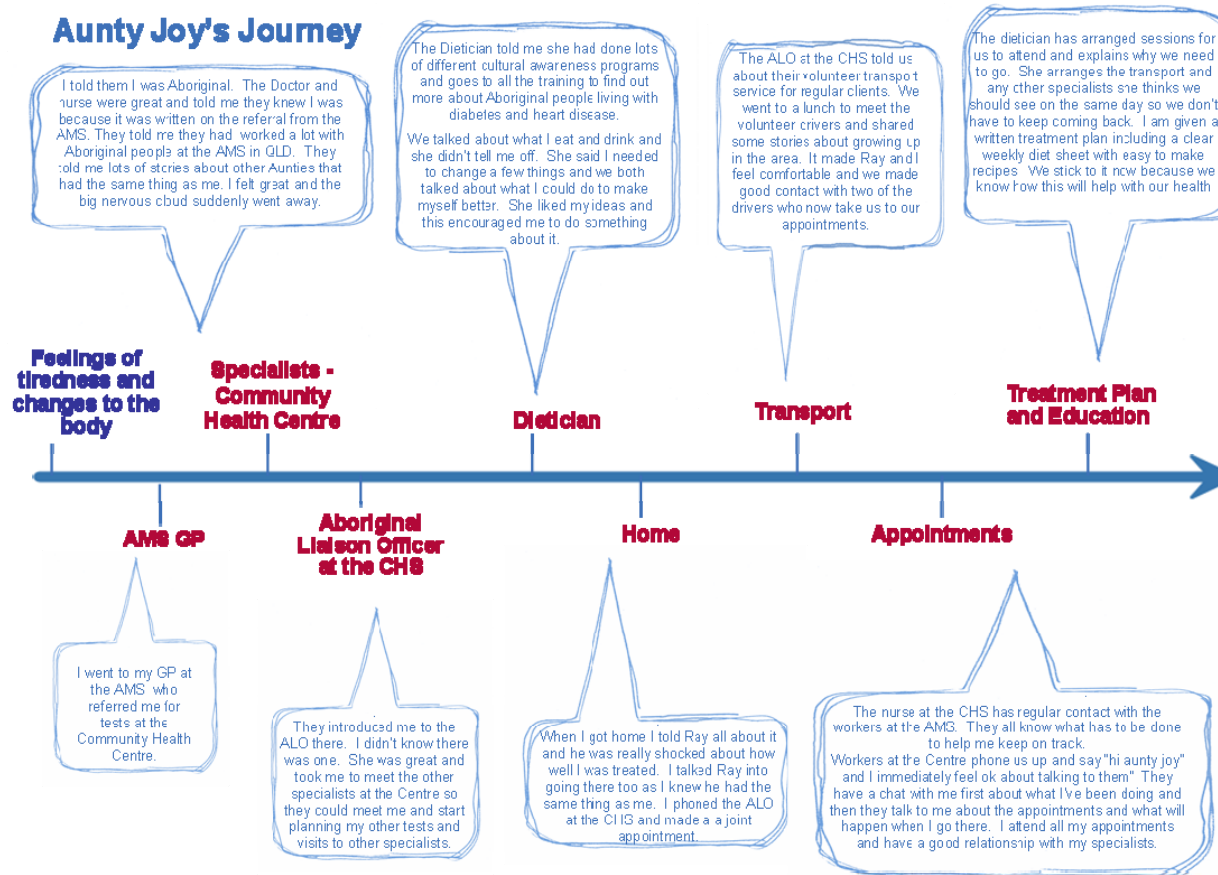 Aunty Joy's Journey
I told them I was Aboriginal. The Doctor and
nurse were great and told me they knew I was
because it was written on the referral from the
AMS. They told me they had worked a lot with
Aboriginal people at the AMS in QLD. They
told me lots of stories about other Aunties that
had the same thing as me. I felt great and the
big nervous cloud suddenly went away.
The Dietician told me she had done lots
of different cultural awareness programs
and goes to all the training to find out
more about Aboriginal people living with
diabetes and heart disease.
We talked about what I eat and drink and
she didn't tell me off. She said I needed
to change a few things and we both
talked about what I could do to make
myself better. She liked my ideas and
this encouraged me to do something
about it.
The ALO at the CHS told us
about their volunteer transport
service for regular clients. We
went to a lunch to meet the
volunteer drivers and shared
some stories about growing up
in the area. It made Ray and I
feel comfortable and we made
good contact with two of the
drivers who now take us to our
appointments.
The dietician has arranged sessions for
us to attend and explains why we need
to go. She arranges the transport and
any other specialists she thinks we
should see on the same day so we don't
have to keep coming back. I am given a
written treatment plan including a clear
weekly diet sheet with easy to make
recipes We stick to it now because we
know how this will help with our health
Feelings of
tiredness and
changes to the
body
Specialists -
Community
Health Centre
Dietician
Transport
Treatment Plan
and Education
AMS GP
Aboriginal
Liaison Officer
at the CHS
Home
Appointments
I went to my GP at
the AMS who
referred me for
tests at the
Community Health
Centre.
They introduced me to the
ALO there. I didn't know there
was one. She was great and
took me to meet the other
specialists at the Centre so
they could meet me and start
planning my other tests and
visits to other specialists.
When I got home I told Ray all about it
and he was really shocked about how
well I was treated. I talked Ray into
going there too as I knew he had the
same thing as me. I phoned the ALO
at the CHS and made a a joint
appointment.
The nurse at the CHS has regular contact with the
workers at the AMS. They all know what has to be done
to help me keep on track.
Workers at the Centre phone us up and say "hi aunty joy"
and I immediately feel ok about talking to them" They
have a chat with me first about what I've been doing and
then they talk to me about the appointments and what will
happen when I go there. I attend all my appointments
and have a good relationship with my specialists.